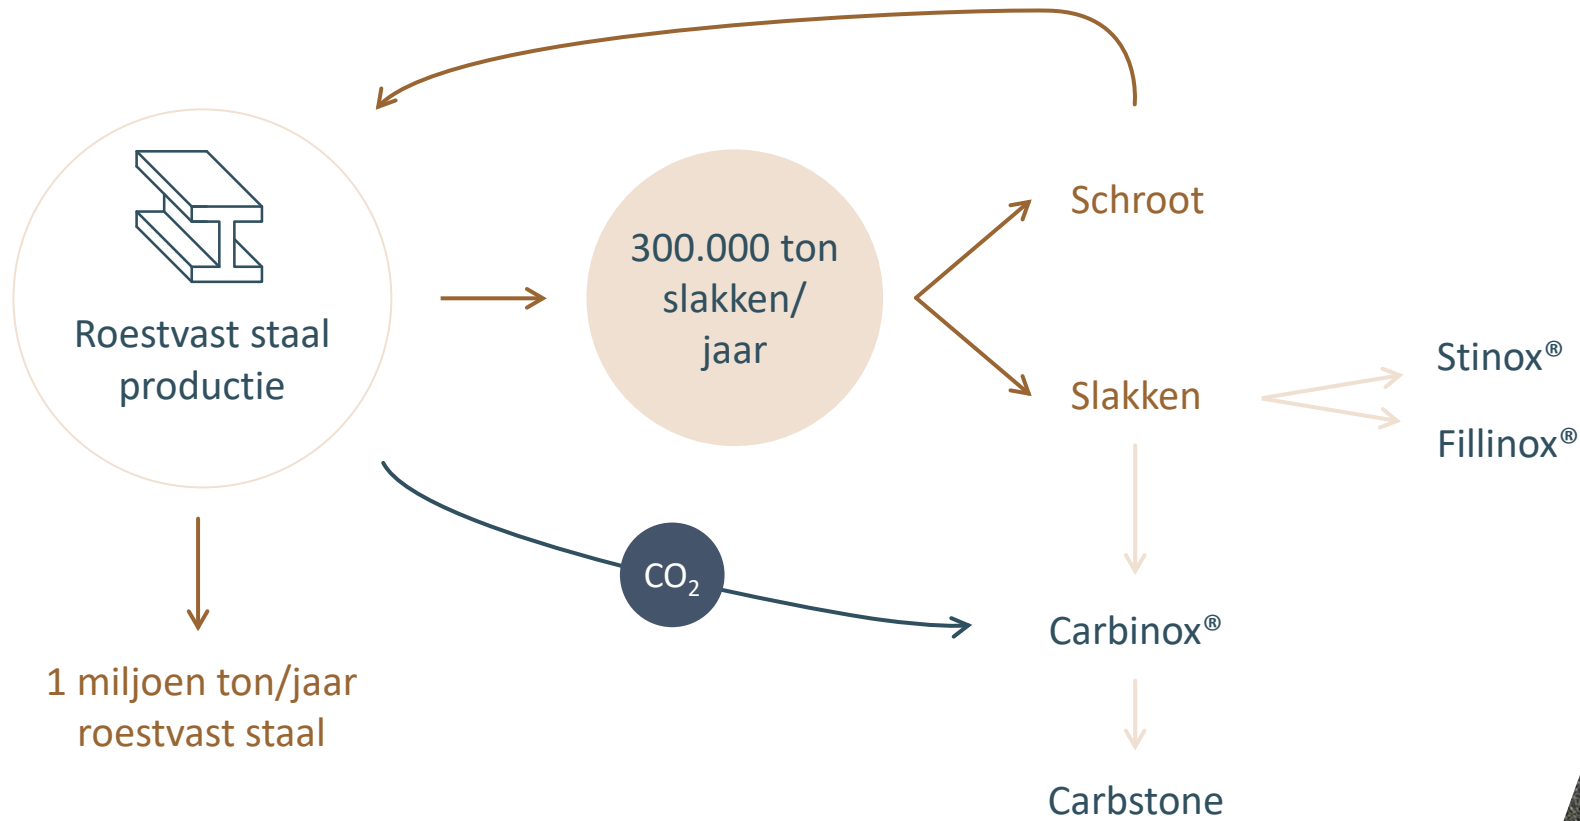 Roestvast staal
productie
300.000 ton
slakken/
jaar
Schroot
Slakken
Stinox®
Fillinox®
CO₂
Carbinox®
1 miljoen ton/jaar
roestvast staal
Carbstone